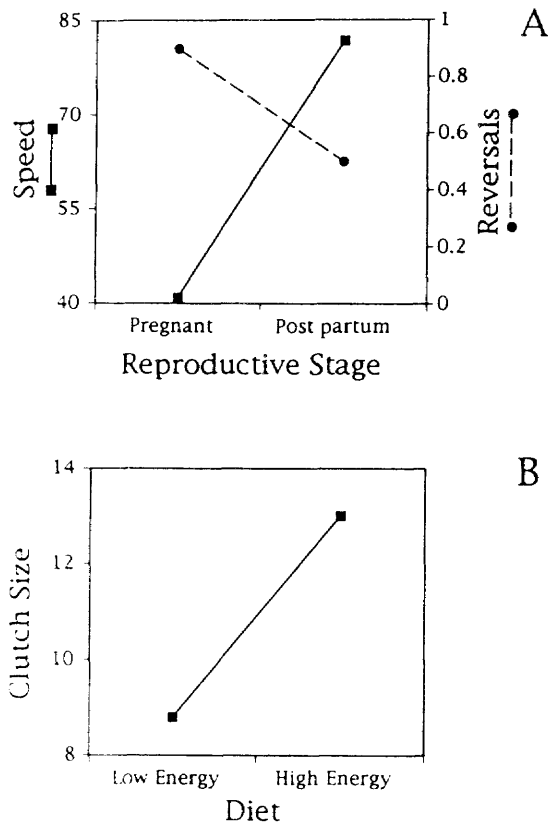 A
85
70
55
40
Speed
1
0.8
0.6
0.4
0.2
0
Reversals
Pregnant Post partum
Reproductive Stage
B
14
12
10
8
Clutch Size
Low Energy High Energy
Diet